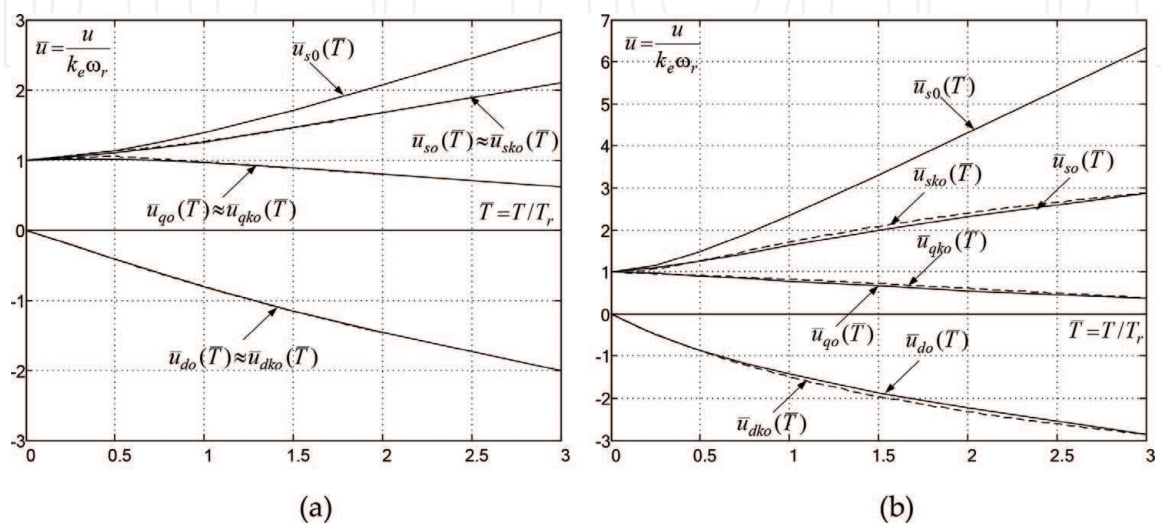 3
2
1
0
-1
-2
-3
0 0.5 1 1.5 2 2.5 3
ū = u / k_e ω_r
ū_s0(T̄)
ū_so(T̄)≈ū_sko(T̄)
ū_qo(T̄)≈ū_qko(T̄)
T̄ = T/T_r
ū_do(T̄)≈ū_dko(T̄)
(a)
7
6
5
4
3
2
1
0
-1
-2
-3
0 0.5 1 1.5 2 2.5 3
ū = u / k_e ω_r
ū_s0(T̄)
ū_so(T̄)
ū_sko(T̄)
ū_qko(T̄)
ū_qo(T̄)
ū_do(T̄)
T̄ = T/T_r
ū_dko(T̄)
(b)